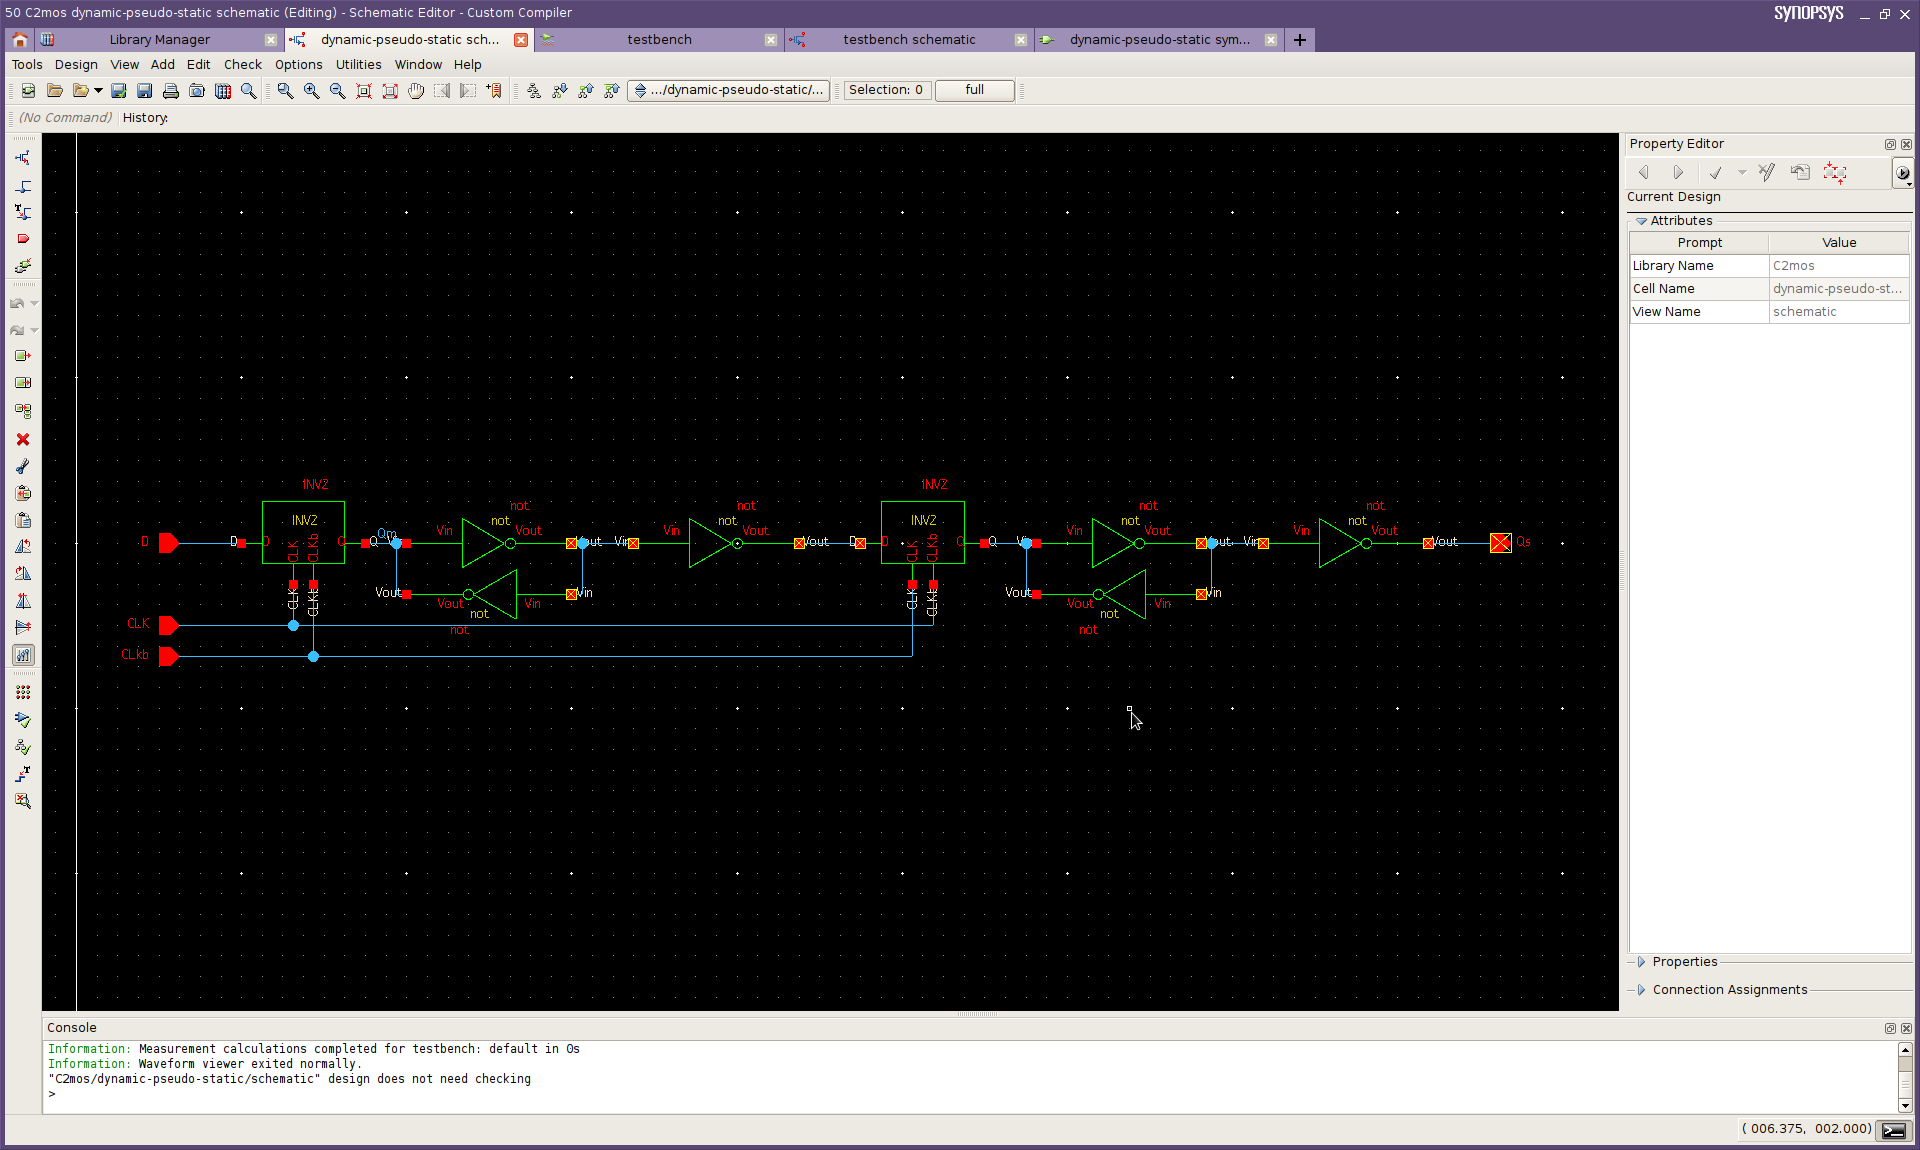 50 C2mos dynamic-pseudo-static schematic (Editing) - Schematic Editor - Custom Compiler
SYNOPSYS
Library Manager
dynamic-pseudo-static sch...
testbench
testbench schematic
dynamic-pseudo-static sym...
Tools Design View Add Edit Check Options Utilities Window Help
.../dynamic-pseudo-static/... Selection: 0 full
(No Command) History:
Property Editor
Current Design
Attributes
Prompt Value
Library Name C2mos
Cell Name dynamic-pseudo-st...
View Name schematic
INV2 INV2
not not not not
INV2 not not INV2 not not
Vin Vout Vin Vout Vin Vout Vin Vout
D D D Q Q Qm Vout Vin Vout D D Q Q Vout Vin Vout Qs
CLK CLKb CLK CLKb
CLK CLK
Vout Vout Vin Vin Vout Vout Vin Vin
not not
not not
CLK
CLkb
Properties
Connection Assignments
Console
Information: Measurement calculations completed for testbench: default in 0s
Information: Waveform viewer exited normally.
"C2mos/dynamic-pseudo-static/schematic" design does not need checking
>
( 006.375, 002.000)